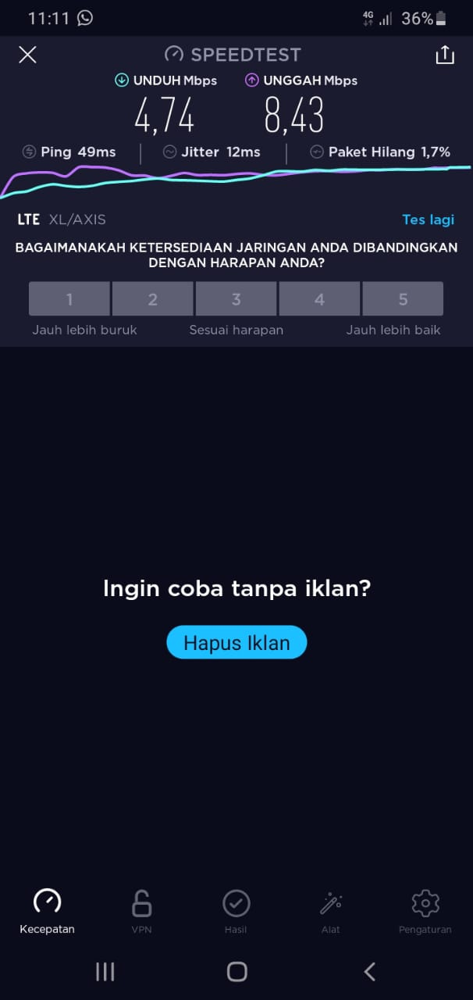 11:11 4G 36%
SPEEDTEST
UNDUH Mbps UNGGAH Mbps
4,74 8,43
Ping 49ms Jitter 12ms Paket Hilang 1,7%
LTE XL/AXIS Tes lagi
BAGAIMANAKAH KETERSEDIAAN JARINGAN ANDA DIBANDINGKAN
DENGAN HARAPAN ANDA?
1 2 3 4 5
Jauh lebih buruk Sesuai harapan Jauh lebih baik
Ingin coba tanpa iklan?
Hapus Iklan
Kecepatan VPN Hasil Alat Pengaturan